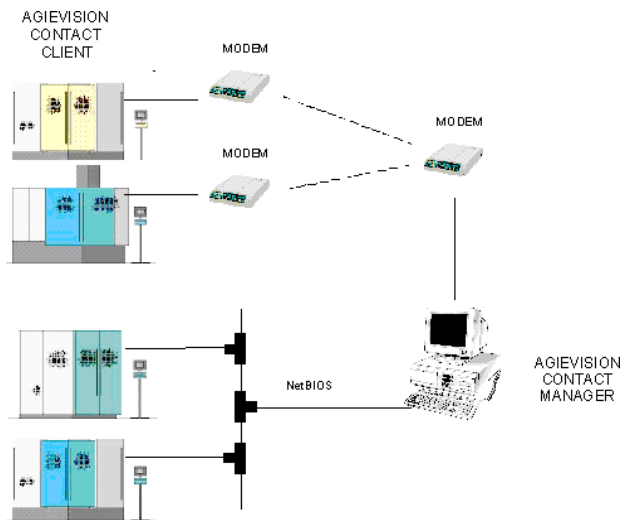 AGIEVISION
CONTACT
CLIENT
MODEM
MODEM
MODEM
NetBIOS
AGIEVISION
CONTACT
MANAGER